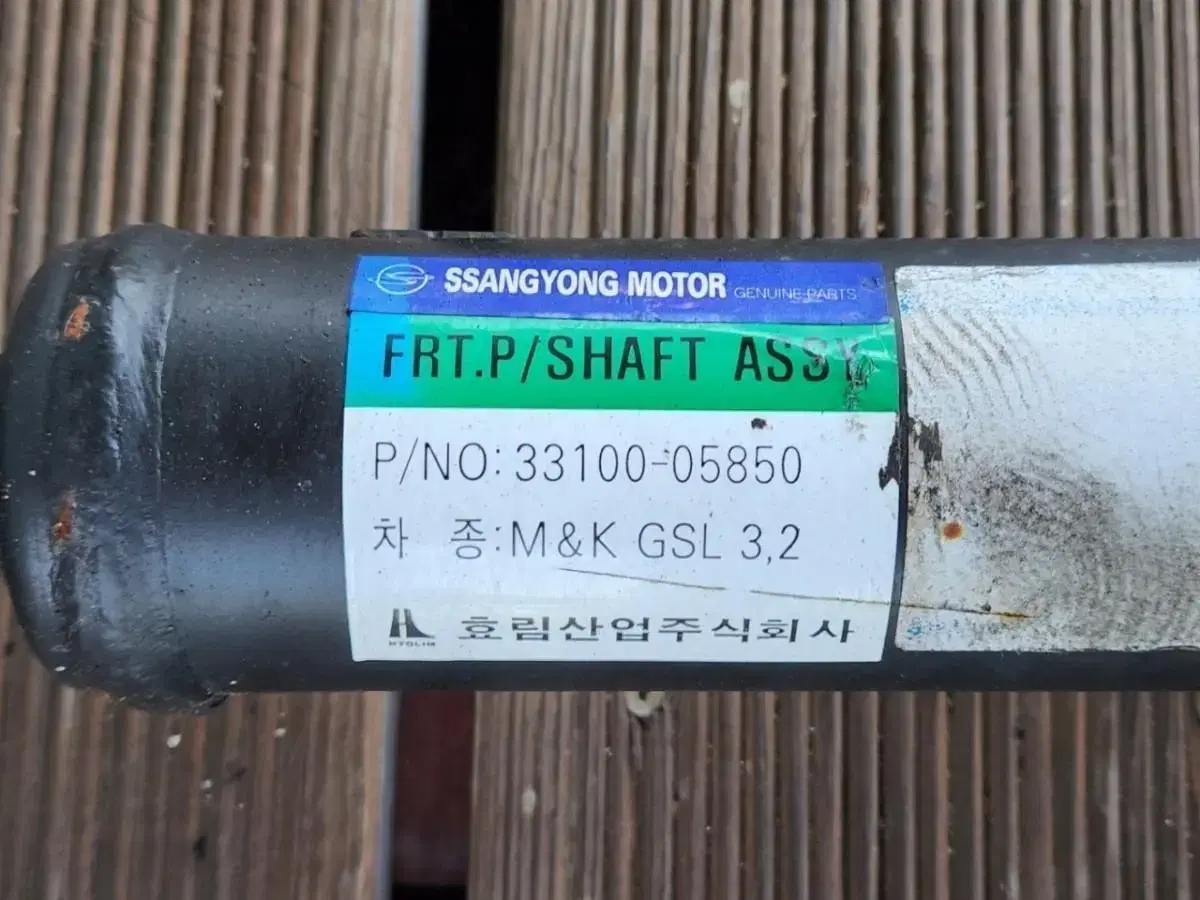 SSANGYONG MOTOR GENUINE PARTS
FRT.P/SHAFT ASSY
P/NO: 33100-05850
차 종: M&K GSL 3,2
HYOLIM 효림산업주식회사